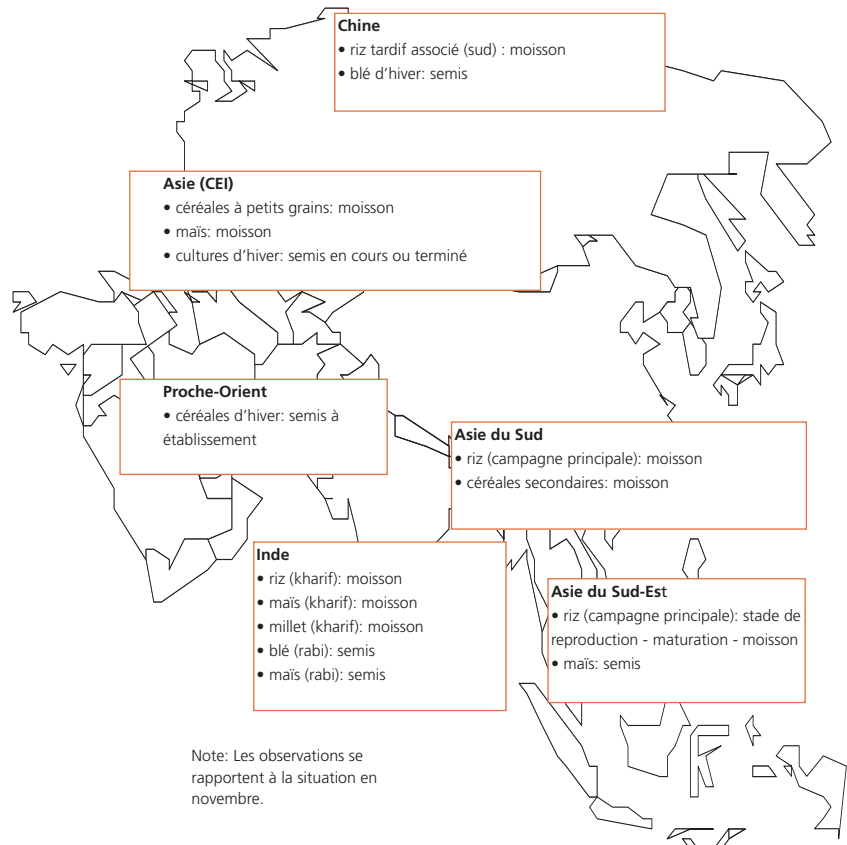 Chine
• riz tardif associé (sud) : moisson
• blé d’hiver: semis
Asie (CEI)
• céréales à petits grains: moisson
• maïs: moisson
• cultures d’hiver: semis en cours ou terminé
Proche-Orient
• céréales d’hiver: semis à
établissement
Asie du Sud
• riz (campagne principale): moisson
• céréales secondaires: moisson
Inde
• riz (kharif): moisson
• maïs (kharif): moisson
• millet (kharif): moisson
• blé (rabi): semis
• maïs (rabi): semis
Asie du Sud-Est
• riz (campagne principale): stade de
reproduction - maturation - moisson
• maïs: semis
Note: Les observations se
rapportent à la situation en
novembre.